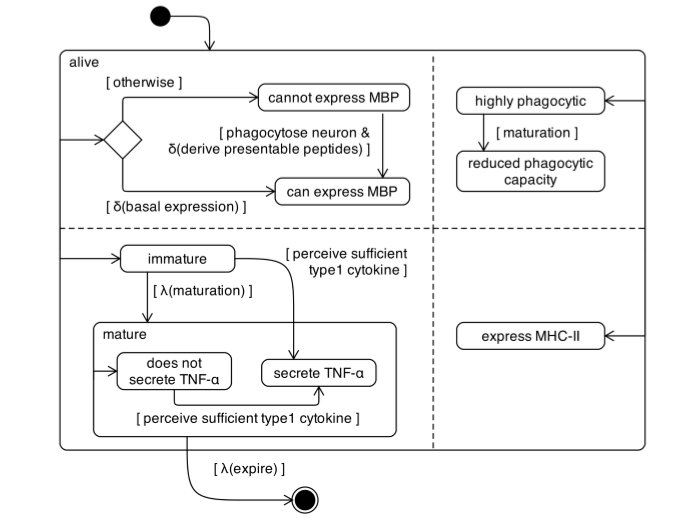 alive
[ otherwise ]
cannot express MBP
[ phagocytose neuron &
δ(derive presentable peptides) ]
can express MBP
[ δ(basal expression) ]
highly phagocytic
[ maturation ]
reduced phagocytic
capacity
immature
[ perceive sufficient
type1 cytokine ]
[ λ(maturation) ]
mature
does not
secrete TNF-α
secrete TNF-α
[ perceive sufficient type1 cytokine ]
express MHC-II
[ λ(expire) ]